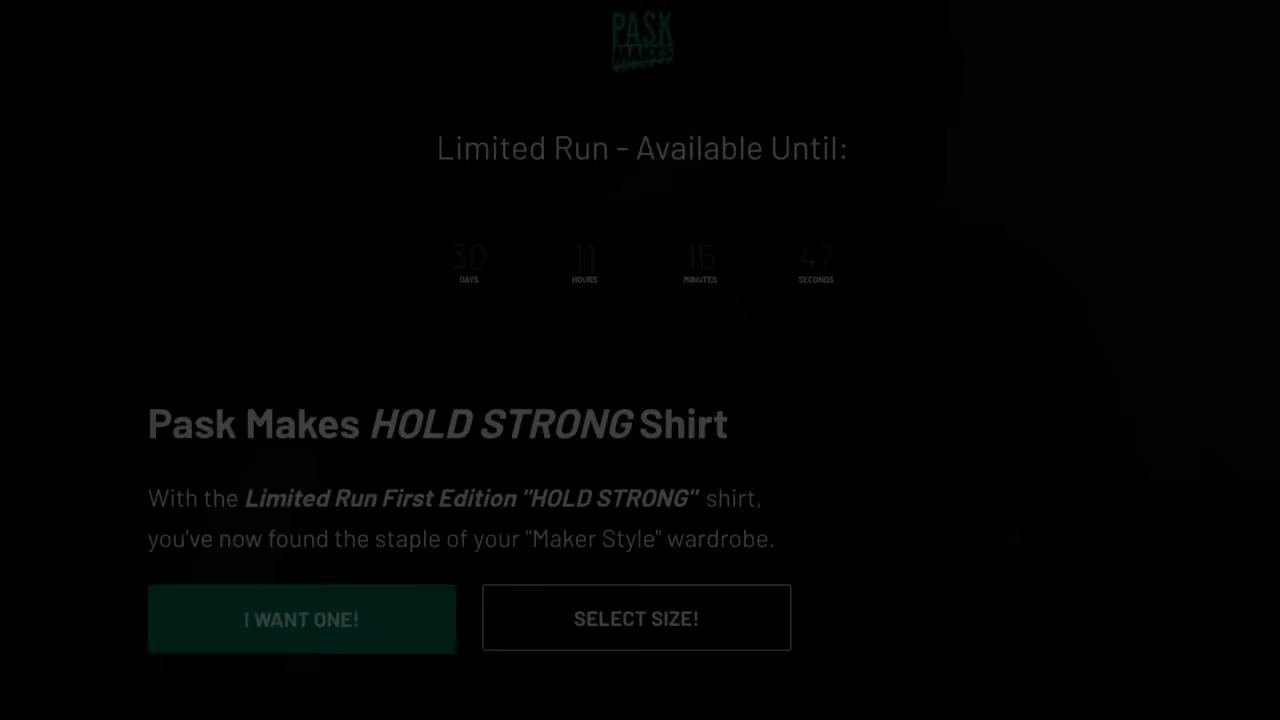 PASK
MAKES
Limited Run - Available Until:
30 11 15 47
DAYS HOURS MINUTES SECONDS
Pask Makes HOLD STRONG Shirt
With the Limited Run First Edition "HOLD STRONG" shirt,
you've now found the staple of your "Maker Style" wardrobe.
I WANT ONE! SELECT SIZE!